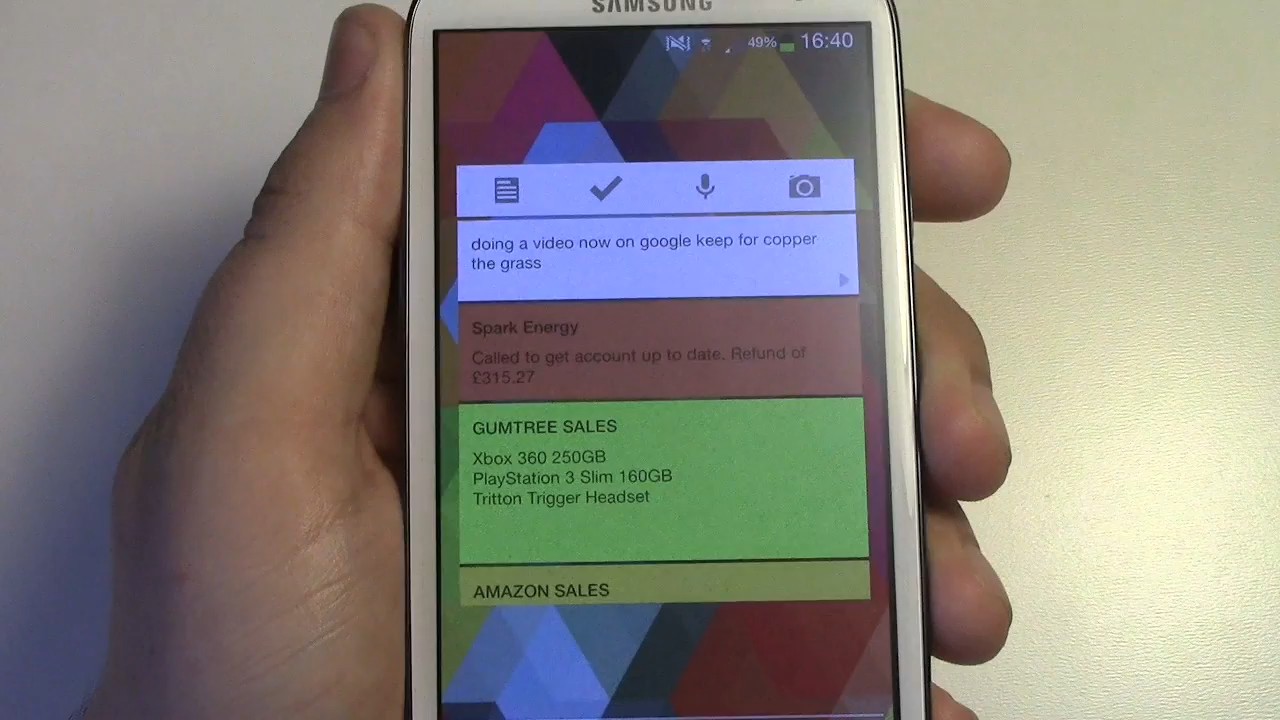 SAMSUNG
49% 16:40
doing a video now on google keep for copper
the grass
Spark Energy
Called to get account up to date. Refund of
£315.27
GUMTREE SALES
Xbox 360 250GB
PlayStation 3 Slim 160GB
Tritton Trigger Headset
AMAZON SALES